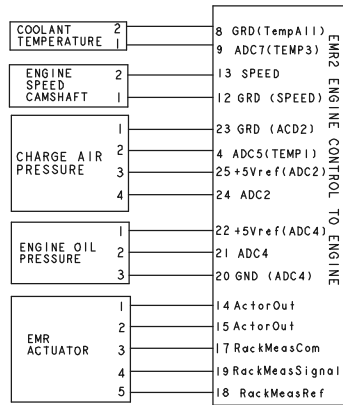 COOLANT TEMPERATURE 2 8 GRD(TempAll)
1 9 ADC7(TEMP3)
ENGINE SPEED CAMSHAFT 2 13 SPEED
1 12 GRD (SPEED)
CHARGE AIR PRESSURE 1 23 GRD (ACD2)
2 4 ADC5(TEMP1)
3 25 +5Vref(ADC2)
4 24 ADC2
ENGINE OIL PRESSURE 1 22 +5Vref(ADC4)
2 21 ADC4
3 20 GND (ADC4)
EMR ACTUATOR 1 14 ActorOut
2 15 ActorOut
3 17 RackMeasCom
4 19 RackMeasSignal
5 18 RackMeasRef
EMR2 ENGINE CONTROL TO ENGINE